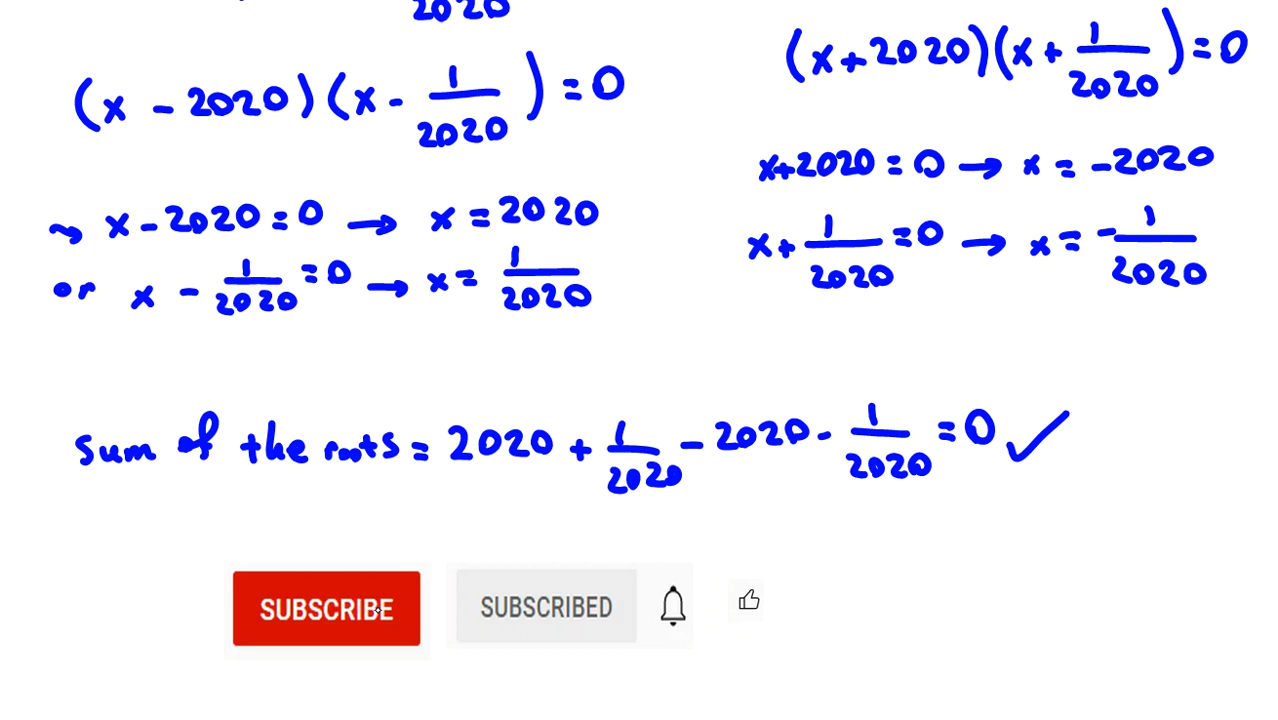 2020
(x - 2020)(x - 1/2020) = 0
x - 2020 = 0 → x = 2020
or x - 1/2020 = 0 → x = 1/2020
(x + 2020)(x + 1/2020) = 0
x + 2020 = 0 → x = -2020
x + 1/2020 = 0 → x = -1/2020
sum of the roots = 2020 + 1/2020 - 2020 - 1/2020 = 0 ✓
SUBSCRIBE SUBSCRIBED